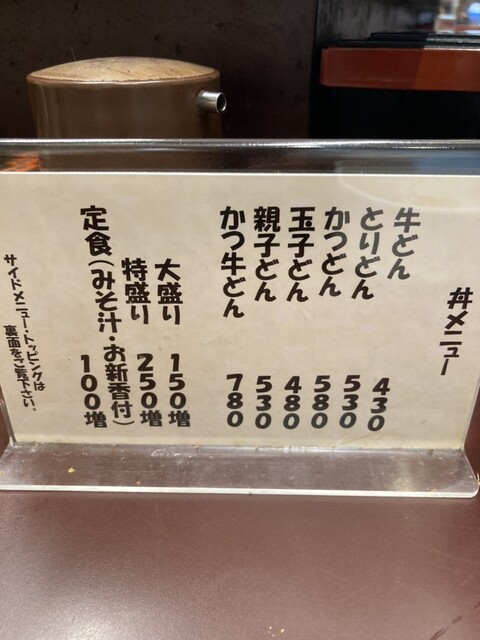 丼メニュー
牛どん 430
とりどん 530
かつどん 580
玉子どん 480
親子どん 530
かつ牛どん 780
大盛り 150増
特盛り 250増
定食(みそ汁・お新香付) 100増
サイドメニュー・トッピングは
裏面をご覧下さい。